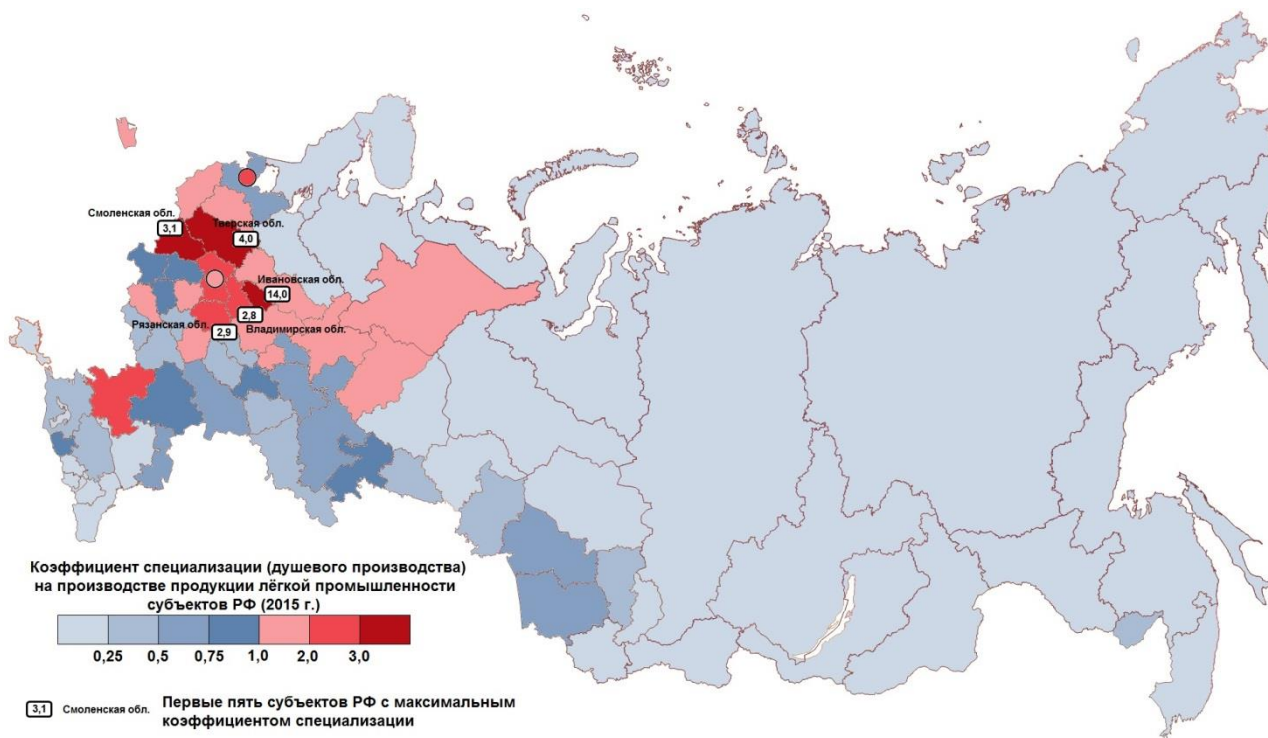 Смоленская обл.
3,1
Тверская обл.
4,0
Ивановская обл.
14,0
2,8
Рязанская обл.
2,9
Владимирская обл.
Коэффициент специализации (душевого производства)
на производстве продукции лёгкой промышленности
субъектов РФ (2015 г.)
0,25 0,5 0,75 1,0 2,0 3,0
3,1 Смоленская обл. Первые пять субъектов РФ с максимальным
коэффициентом специализации